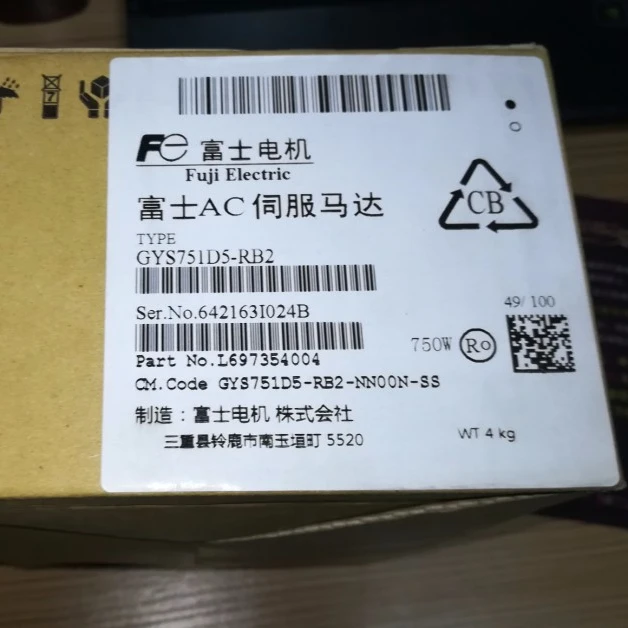 7
Fe 富士电机
Fuji Electric
富士AC 伺服马达
CB
TYPE
GYS751D5-RB2
Ser.No.642163I024B
49/100
750W Ro
Part No.L697354004
CM.Code GYS751D5-RB2-NN00N-SS
制造：富士电机 株式会社
三重县铃鹿市南玉垣町 5520
WT 4 kg